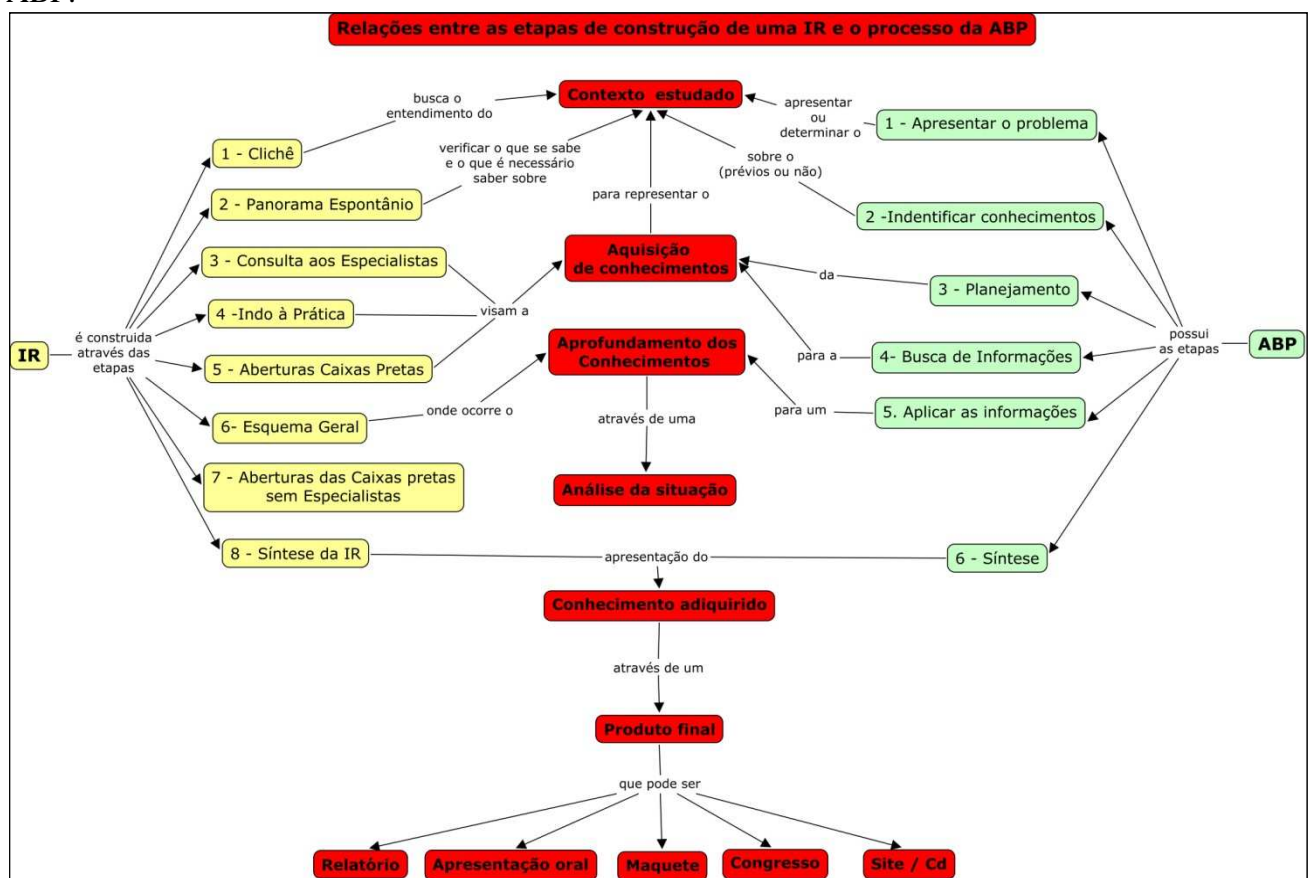 ABP.
Relações entre as etapas de construção de uma IR e o processo da ABP
Contexto estudado
busca o
entendimento do
apresentar
ou
determinar o
1 - Apresentar o problema
1 - Clichê
verificar o que se sabe
e o que é necessário
saber sobre
sobre o
(prévios ou não)
2 - Panorama Espontânio
para representar o
2 -Indentificar conhecimentos
3 - Consulta aos Especialistas
Aquisição
de conhecimentos
da
3 - Planejamento
4 -Indo à Prática
visam a
IR
é construida
através das
etapas
Aprofundamento dos
Conhecimentos
para a
4- Busca de Informações
possui
as etapas
ABP
5 - Aberturas Caixas Pretas
6- Esquema Geral
onde ocorre o
através de uma
para um
5. Aplicar as informações
7 - Aberturas das Caixas pretas
sem Especialistas
Análise da situação
8 - Síntese da IR
apresentação do
6 - Síntese
Conhecimento adiquirido
através de um
Produto final
que pode ser
Relatório
Apresentação oral
Maquete
Congresso
Site / Cd